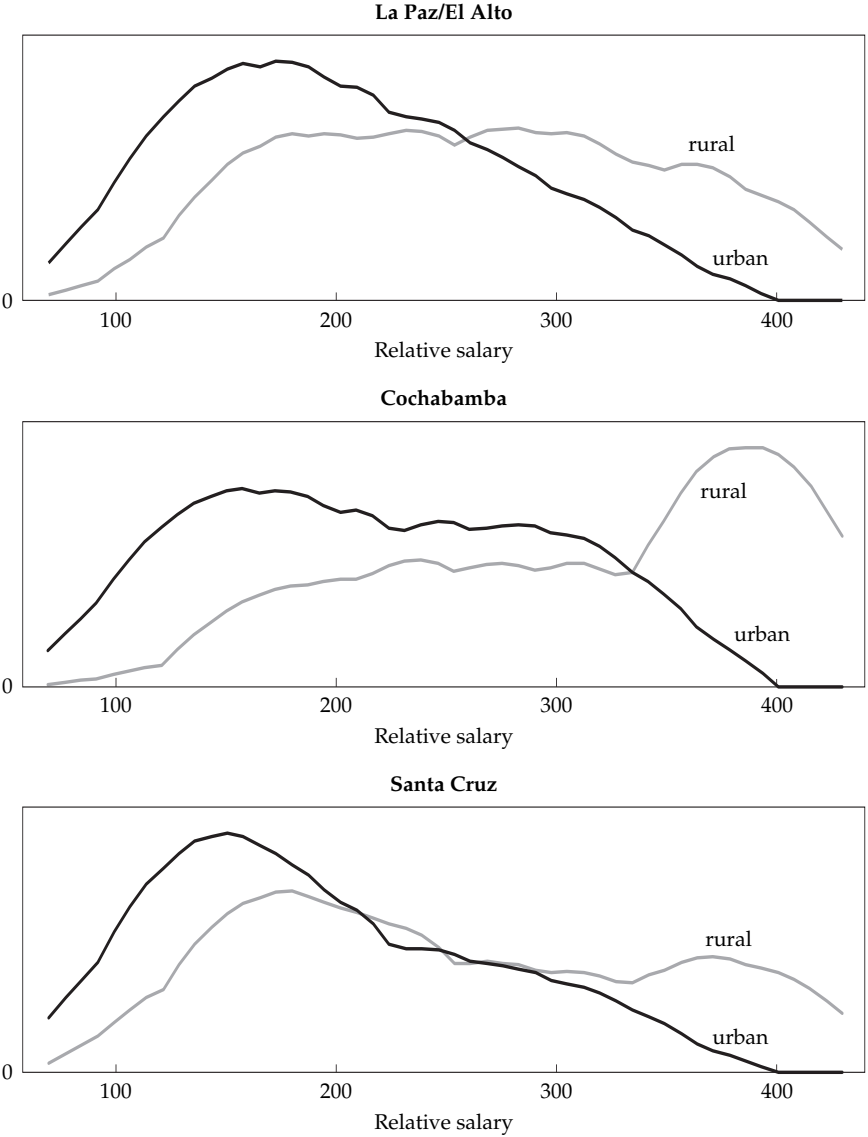 La Paz/El Alto
rural
urban
0
100 200 300 400
Relative salary
Cochabamba
rural
urban
0
100 200 300 400
Relative salary
Santa Cruz
rural
urban
0
100 200 300 400
Relative salary